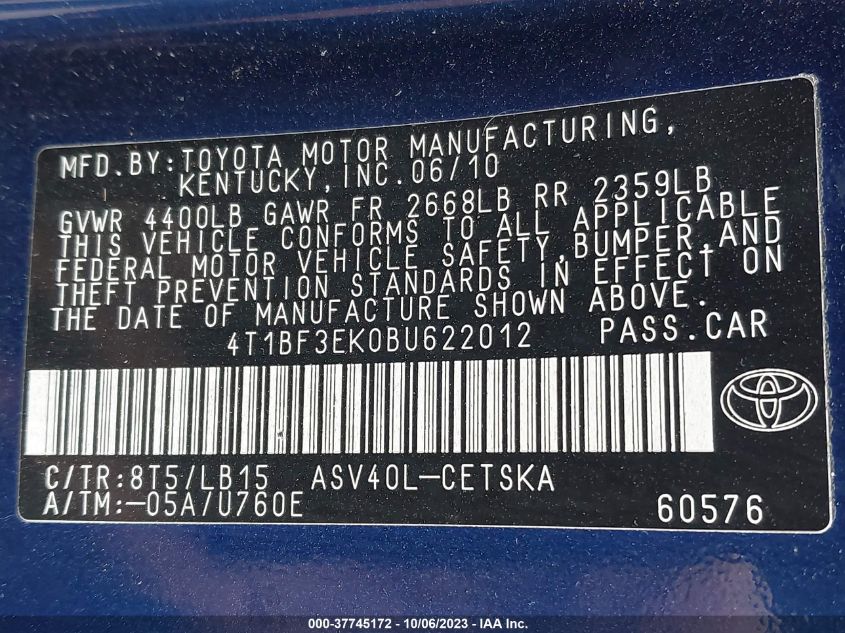 MFD.BY:TOYOTA MOTOR MANUFACTURING,
KENTUCKY,INC.06/10
GVWR 4400LB GAWR FR 2668LB RR 2359LB
THIS VEHICLE CONFORMS TO ALL APPLICABLE
FEDERAL MOTOR VEHICLE SAFETY,BUMPER,AND
THEFT PREVENTION STANDARDS IN EFFECT ON
THE DATE OF MANUFACTURE SHOWN ABOVE.
4T1BF3EK0BU622012 PASS.CAR
C/TR:8T5/LB15 ASV40L-CETSKA
A/TM:-05A/U760E 60576
000-37745172 - 10/06/2023 - © IAA, Inc.